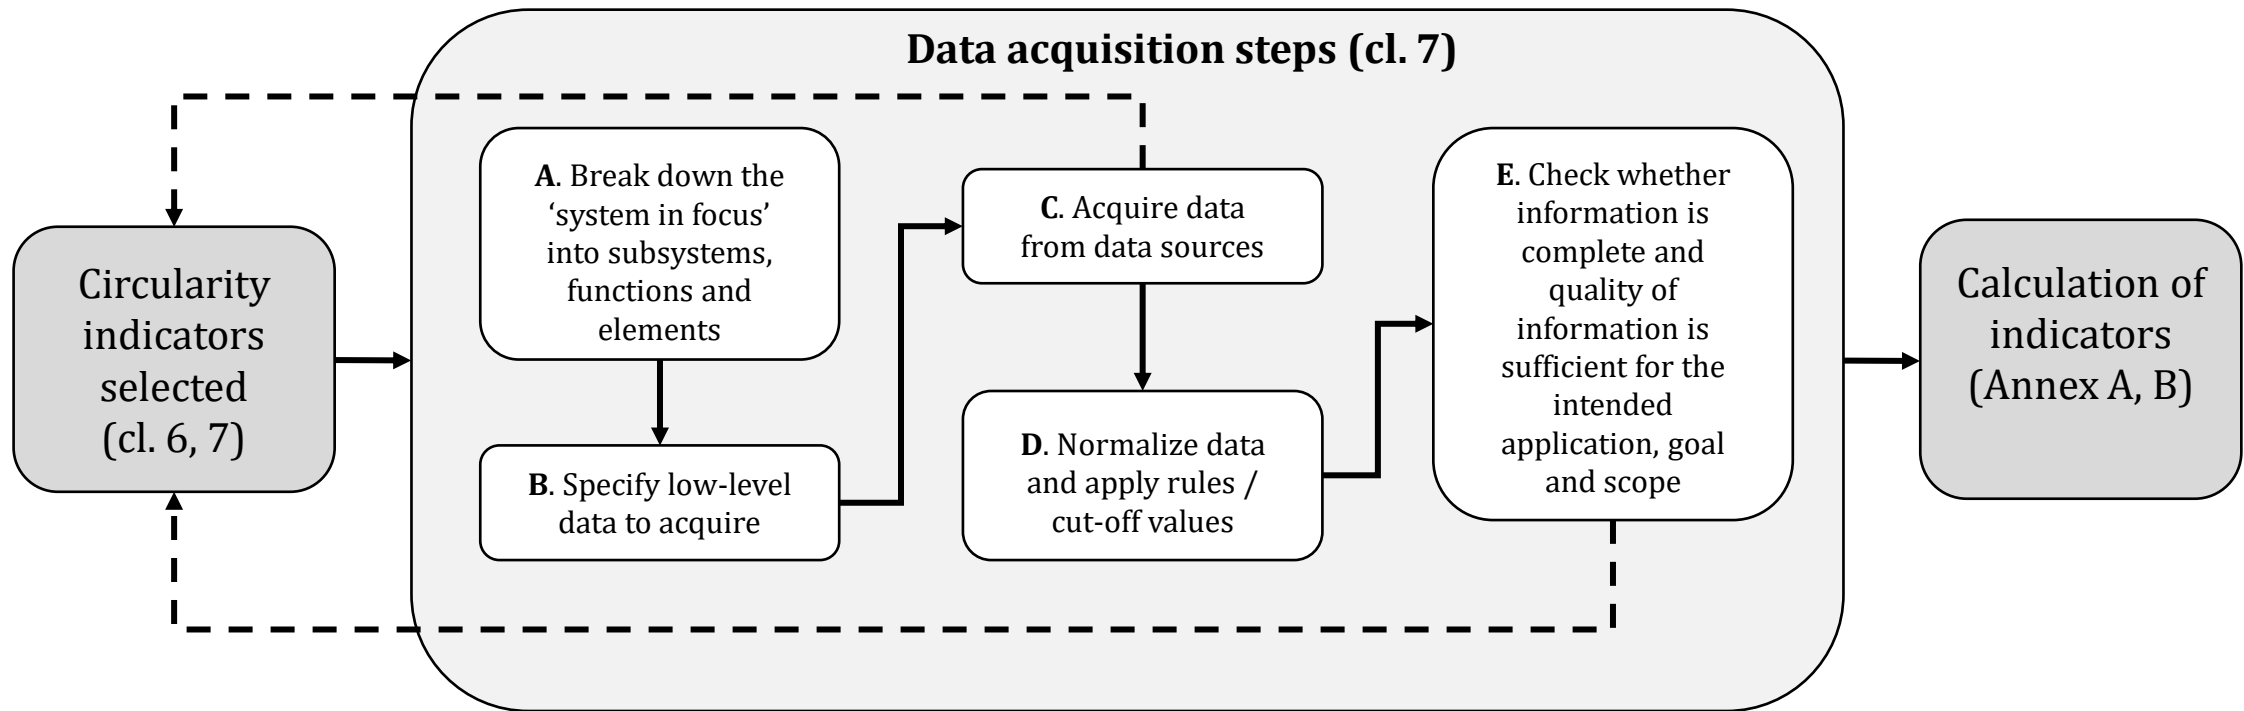 Data acquisition steps (cl. 7)
Circularity
indicators
selected
(cl. 6, 7)
A. Break down the
‘system in focus’
into subsystems,
functions and
elements
B. Specify low-level
data to acquire
C. Acquire data
from data sources
D. Normalize data
and apply rules /
cut-off values
E. Check whether
information is
complete and
quality of
information is
sufficient for the
intended
application, goal
and scope
Calculation of
indicators
(Annex A, B)